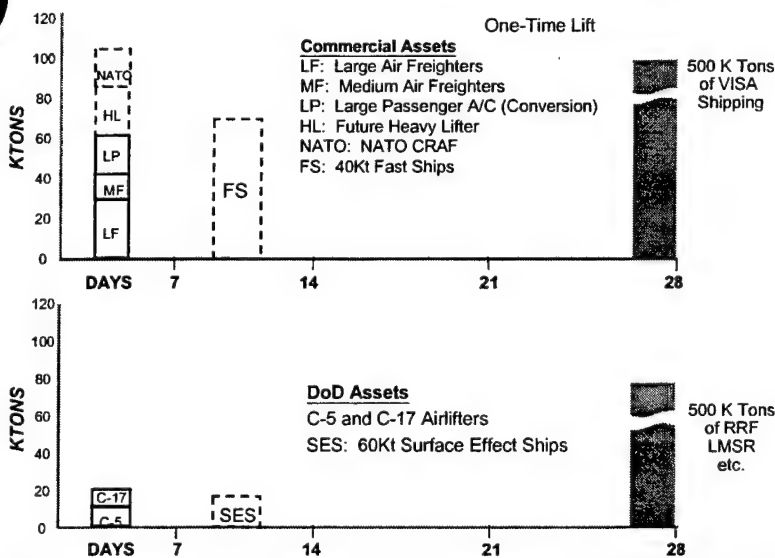 One-Time Lift
120
100
80
60
40
20
0
KTONS
NATO
HL
LP
MF
LF
FS
Commercial Assets
LF: Large Air Freighters
MF: Medium Air Freighters
LP: Large Passenger A/C (Conversion)
HL: Future Heavy Lifter
NATO: NATO CRAF
FS: 40Kt Fast Ships
500 K Tons
of VISA
Shipping
DAYS 7 14 21 28
120
100
80
60
40
20
0
KTONS
C-17
C-5
SES
DoD Assets
C-5 and C-17 Airlifters
SES: 60Kt Surface Effect Ships
500 K Tons
of RRF
LMSR
etc.
DAYS 7 14 21 28